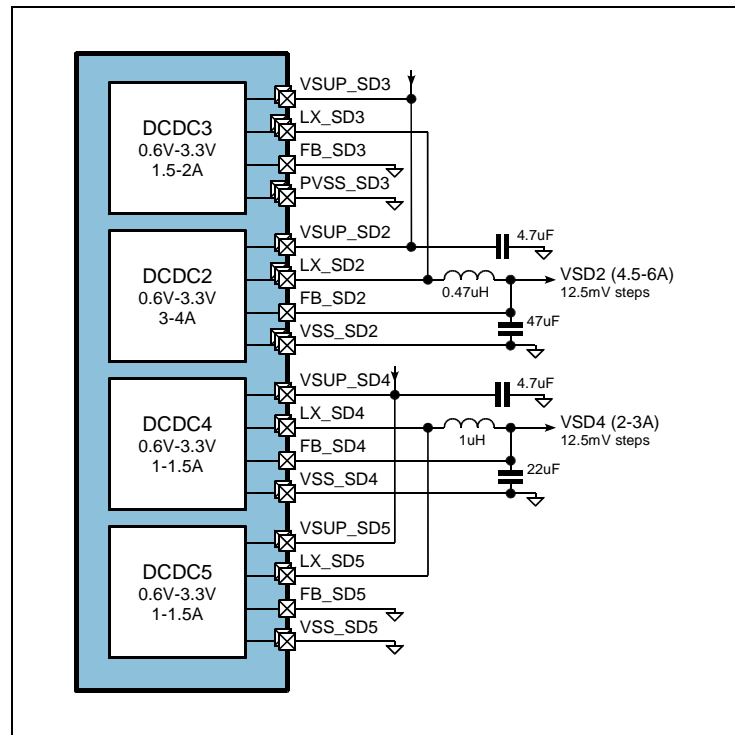 DCDC3
0.6V-3.3V
1.5-2A
VSUP_SD3
LX_SD3
FB_SD3
PVSS_SD3
DCDC2
0.6V-3.3V
3-4A
VSUP_SD2
LX_SD2
FB_SD2
VSS_SD2
4.7uF
0.47uH
VSD2 (4.5-6A)
12.5mV steps
47uF
DCDC4
0.6V-3.3V
1-1.5A
VSUP_SD4
LX_SD4
FB_SD4
VSS_SD4
4.7uF
1uH
VSD4 (2-3A)
12.5mV steps
22uF
DCDC5
0.6V-3.3V
1-1.5A
VSUP_SD5
LX_SD5
FB_SD5
VSS_SD5